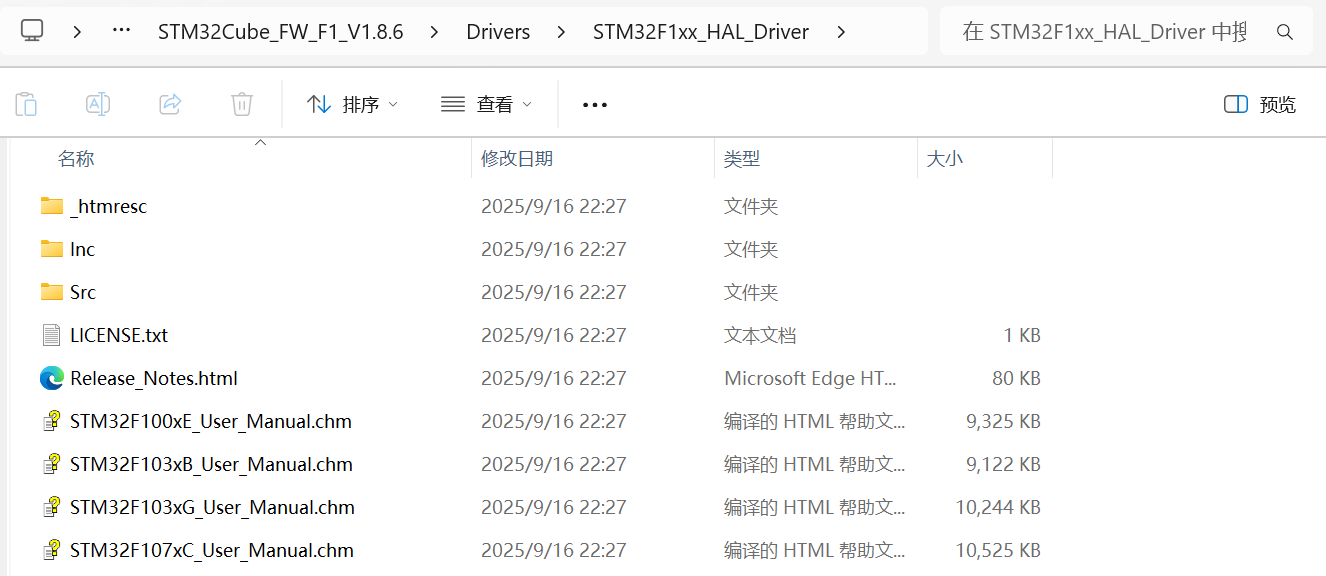 STM32Cube_FW_F1_V1.8.6 Drivers STM32F1xx_HAL_Driver 在 STM32F1xx_HAL_Driver 中
排序 查看 预览
名称 修改日期 类型 大小
_htmresc 2025/9/16 22:27 文件夹
Inc 2025/9/16 22:27 文件夹
Src 2025/9/16 22:27 文件夹
LICENSE.txt 2025/9/16 22:27 文本文档 1 KB
Release_Notes.html 2025/9/16 22:27 Microsoft Edge HT... 80 KB
STM32F100xE_User_Manual.chm 2025/9/16 22:27 编译的 HTML 帮助文... 9,325 KB
STM32F103xB_User_Manual.chm 2025/9/16 22:27 编译的 HTML 帮助文... 9,122 KB
STM32F103xG_User_Manual.chm 2025/9/16 22:27 编译的 HTML 帮助文... 10,244 KB
STM32F107xC_User_Manual.chm 2025/9/16 22:27 编译的 HTML 帮助文... 10,525 KB